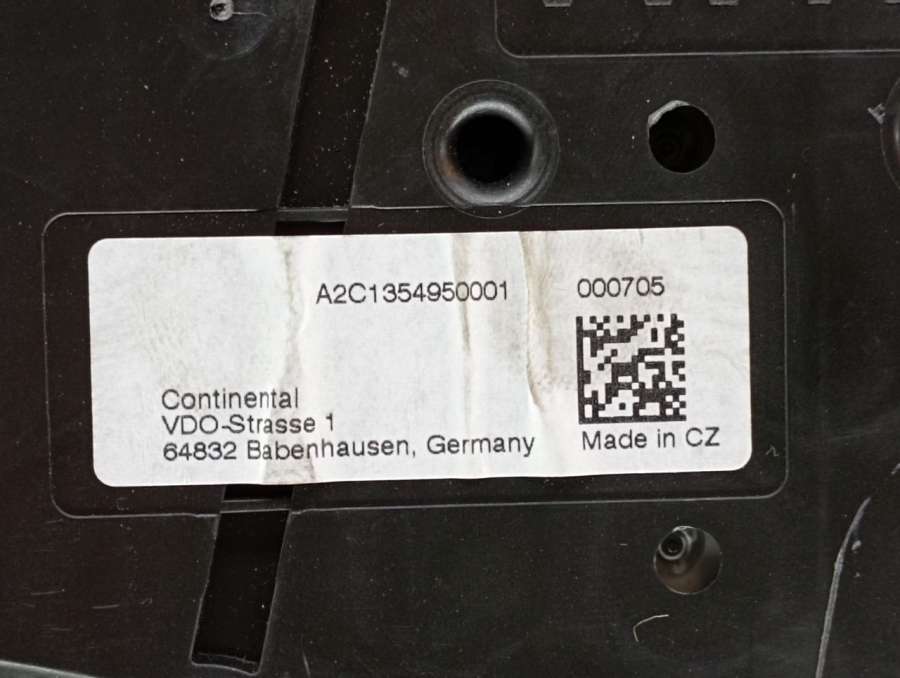 A2C1354950001 000705
Continental
VDO-Strasse 1
64832 Babenhausen, Germany
Made in CZ